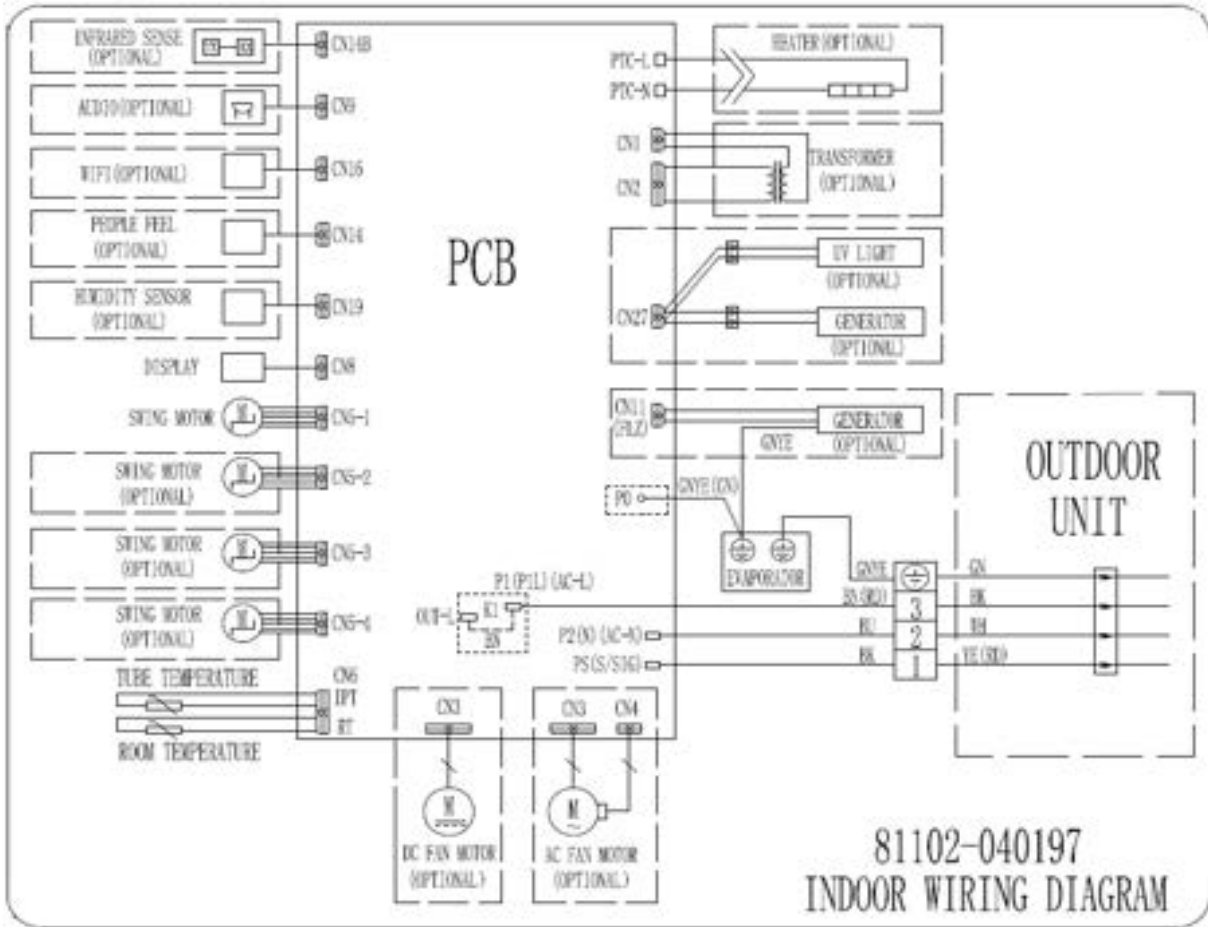 INFRARED SENSE
(OPTIONAL)
CN14B
AUDIO(OPTIONAL)
CN9
WIFI(OPTIONAL)
CN16
PEOPLE FEEL
(OPTIONAL)
CN14
HUMIDITY SENSOR
(OPTIONAL)
CN19
DISPLAY
CN8
SWING MOTOR
CN5-1
SWING MOTOR
(OPTIONAL)
CN5-2
SWING MOTOR
(OPTIONAL)
CN5-3
SWING MOTOR
(OPTIONAL)
CN5-4
TUBE TEMPERATURE
CN6
IPT
RT
ROOM TEMPERATURE
PCB
PTC-L
PTC-N
HEATER(OPTIONAL)
CN1
CN2
TRANSFORMER
(OPTIONAL)
CN27
UV LIGHT
(OPTIONAL)
GENERATOR
(OPTIONAL)
CN11
(FLZ)
GENERATOR
(OPTIONAL)
GNYE
P0
GNYE(GN)
EVAPORATOR
P1(P1L)(AC-L)
OUT-L
K1
BN
P2(N)(AC-N)
PS(S/SIG)
GNYE
BN(RD)
BU
BK
3
2
1
GN
BK
WH
YE(RD)
OUTDOOR
UNIT
CN3
M
DC FAN MOTOR
(OPTIONAL)
CN3
CN4
M
~
AC FAN MOTOR
(OPTIONAL)
81102-040197
INDOOR WIRING DIAGRAM